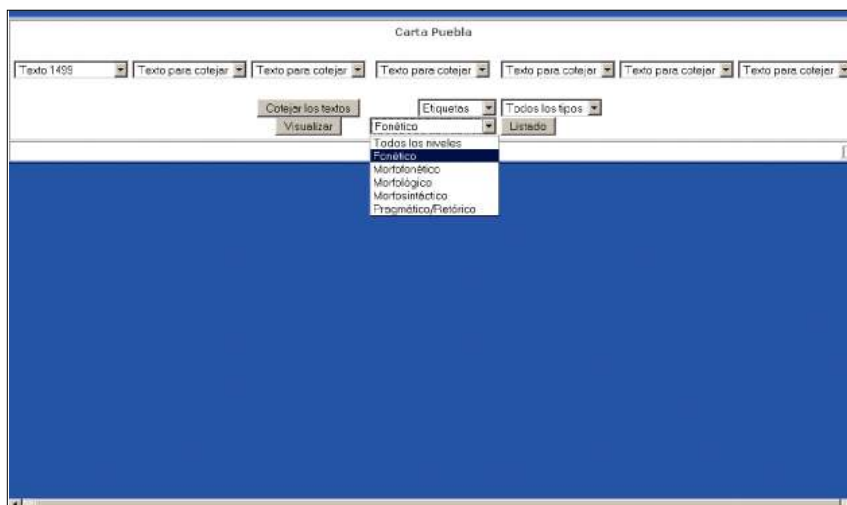 Carta Puebla
Texto 1499 Texto para cotejar Texto para cotejar Texto para cotejar Texto para cotejar Texto para cotejar Texto para cotejar
Cotejar los textos Etiquetas Todos los tipos
Visualizar Fonético Listado
Todos los niveles
Fonético
Morfofonético
Morfológico
Morfosintáctico
Pragmático/Retórico